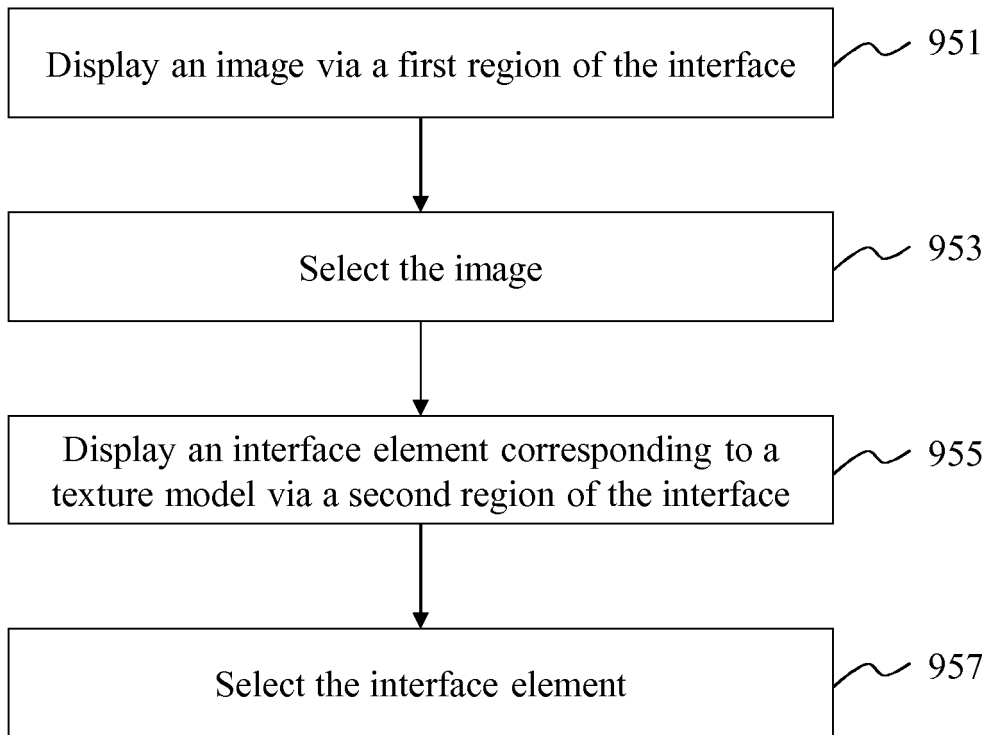 Display an image via a first region of the interface
951
Select the image
953
Display an interface element corresponding to a
texture model via a second region of the interface
955
Select the interface element
957